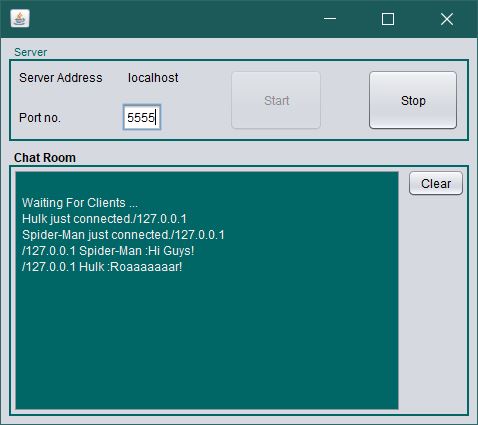 Server
Server Address localhost
Start
Stop
Port no. 5555
Chat Room
Clear
Waiting For Clients ...
Hulk just connected./127.0.0.1
Spider-Man just connected./127.0.0.1
/127.0.0.1 Spider-Man :Hi Guys!
/127.0.0.1 Hulk :Roaaaaaaar!